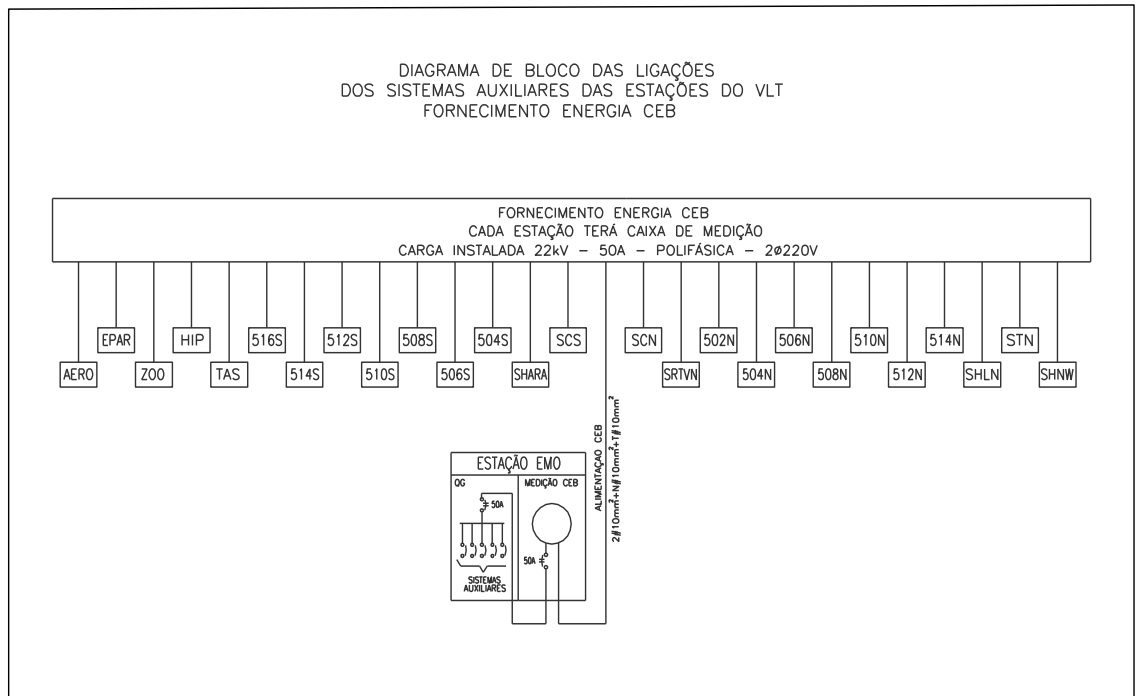 DIAGRAMA DE BLOCO DAS LIGAÇÕES
DOS SISTEMAS AUXILIARES DAS ESTAÇÕES DO VLT
FORNECIMENTO ENERGIA CEB
FORNECIMENTO ENERGIA CEB
CADA ESTAÇÃO TERÁ CAIXA DE MEDIÇÃO
CARGA INSTALADA 22kV - 50A - POLIFÁSICA - 2ø220V
EPAR
HIP
516S
512S
508S
504S
SCS
SCN
502N
506N
510N
514N
STN
AERO
ZOO
TAS
514S
510S
506S
SHARA
SRTVN
504N
508N
512N
SHLN
SHNW
ALIMENTAÇAO CEB
2#10mm²+N#10mm²+T#10mm²
ESTAÇÃO EMO
QG
MEDIÇÃO CEB
50A
50A
SISTEMAS
AUXILIARES